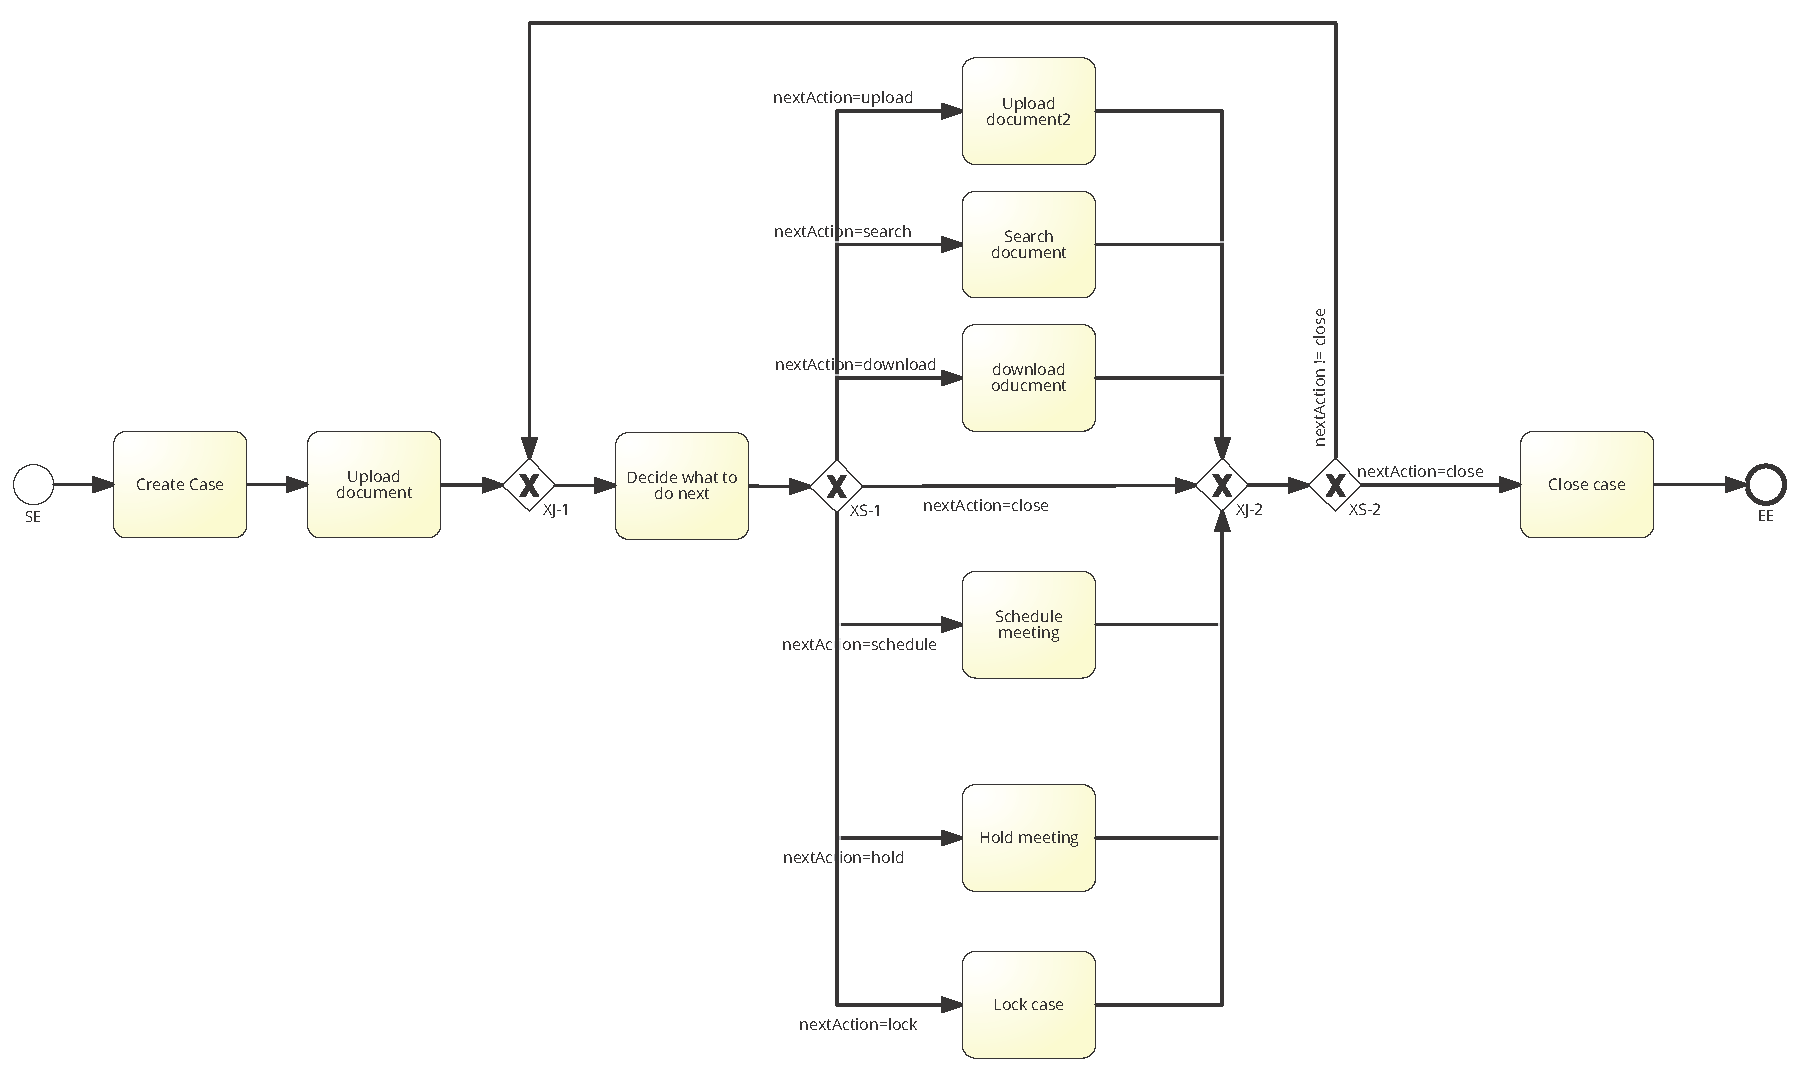 nextAction=upload
Upload
document2
nextAction=search
Search
document
nextAction != close
nextAction=download
download
oducment
SE
Create Case
Upload
document
XJ-1
Decide what to
do next
XS-1
nextAction=close
XJ-2
XS-2
nextAction=close
Close case
EE
Schedule
meeting
nextAction=schedule
Hold meeting
nextAction=hold
Lock case
nextAction=lock